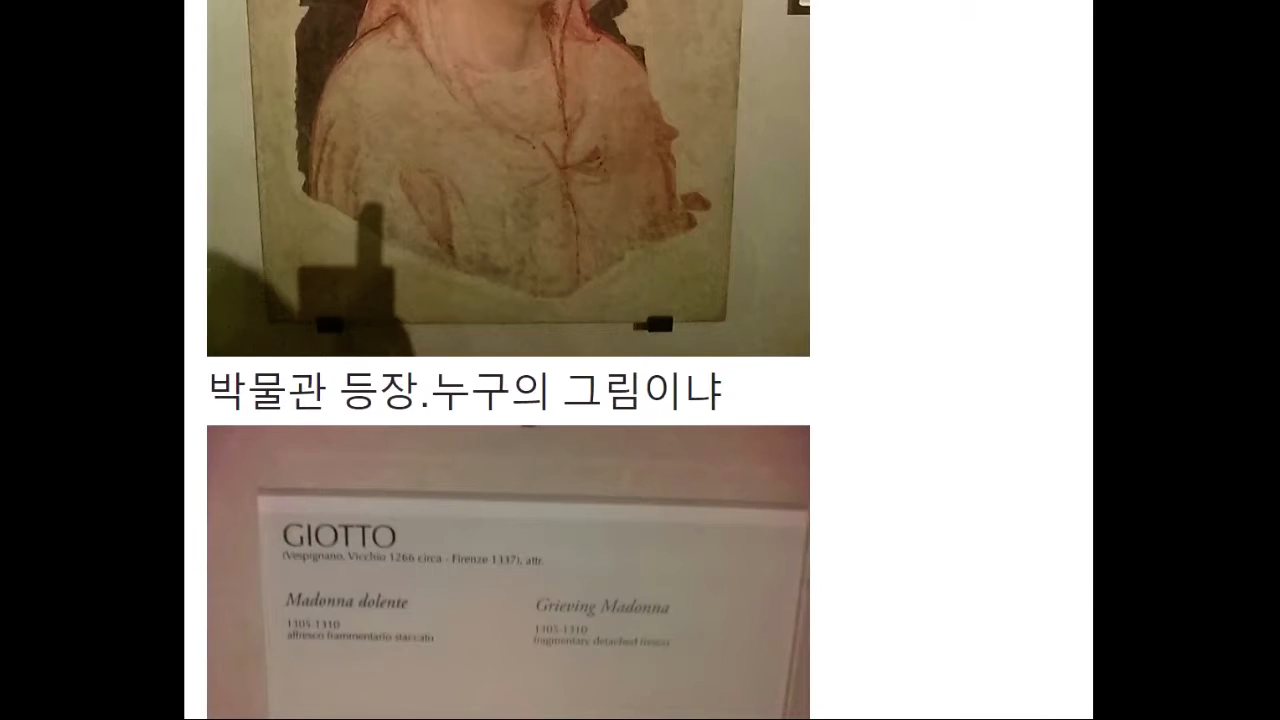 박물관 등장.누구의 그림이냐
GIOTTO
(Vespignano, Vicchio 1266 circa - Firenze 1337), attr.
Madonna dolente
1305-1310
affresco frammentario staccato
Grieving Madonna
1305-1310
fragmentary detached fresco